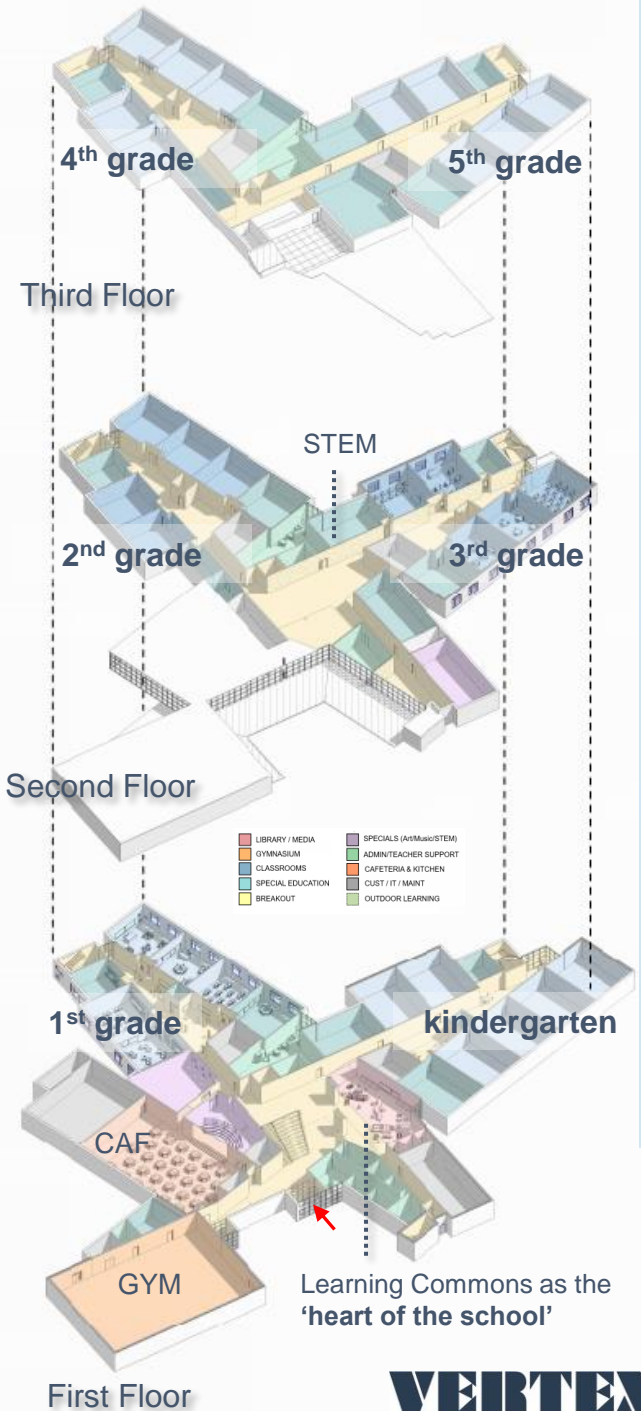 4th grade
5th grade
Third Floor
STEM
2nd grade
3rd grade
Second Floor
LIBRARY / MEDIA
GYMNASIUM
CLASSROOMS
SPECIAL EDUCATION
BREAKOUT
SPECIALS (Art/Music/STEM)
ADMIN/TEACHER SUPPORT
CAFETERIA & KITCHEN
CUST / IT / MAINT
OUTDOOR LEARNING
1st grade
kindergarten
CAF
GYM
Learning Commons as the
‘heart of the school’
First Floor
VERTEX